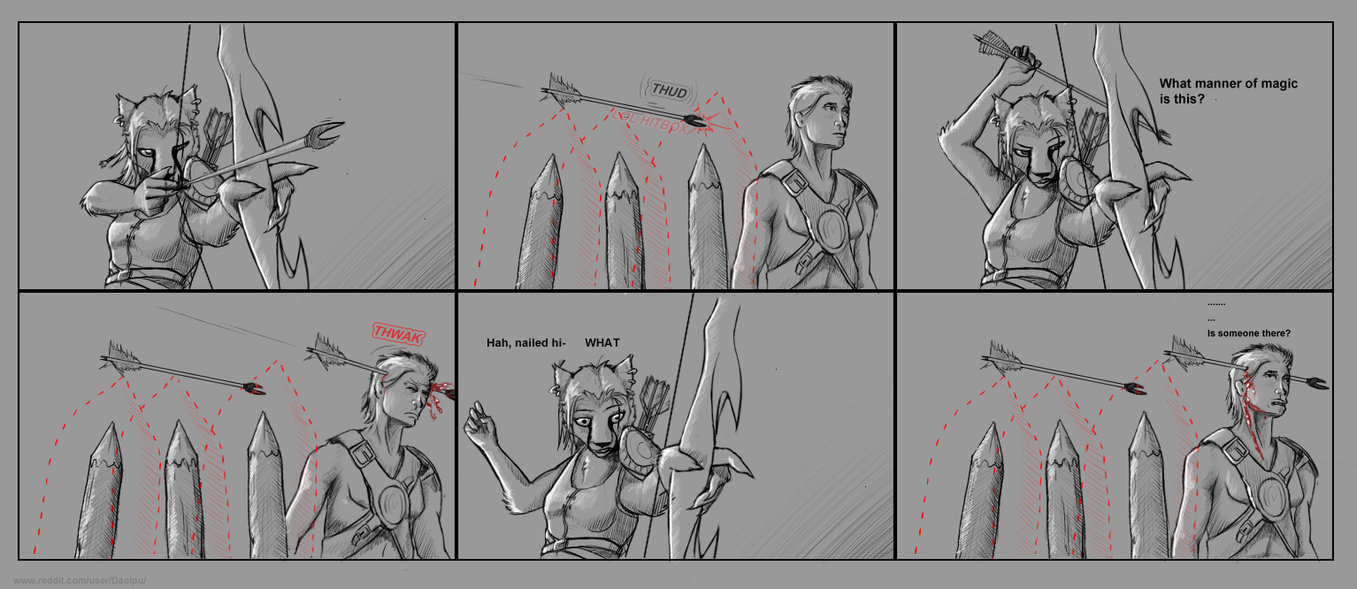 THUD
LOL HITBOX
What manner of magic
is this?
THWAK
Hah, nailed hi- WHAT
.......
...
Is someone there?
www.reddit.com/user/Daolpu/